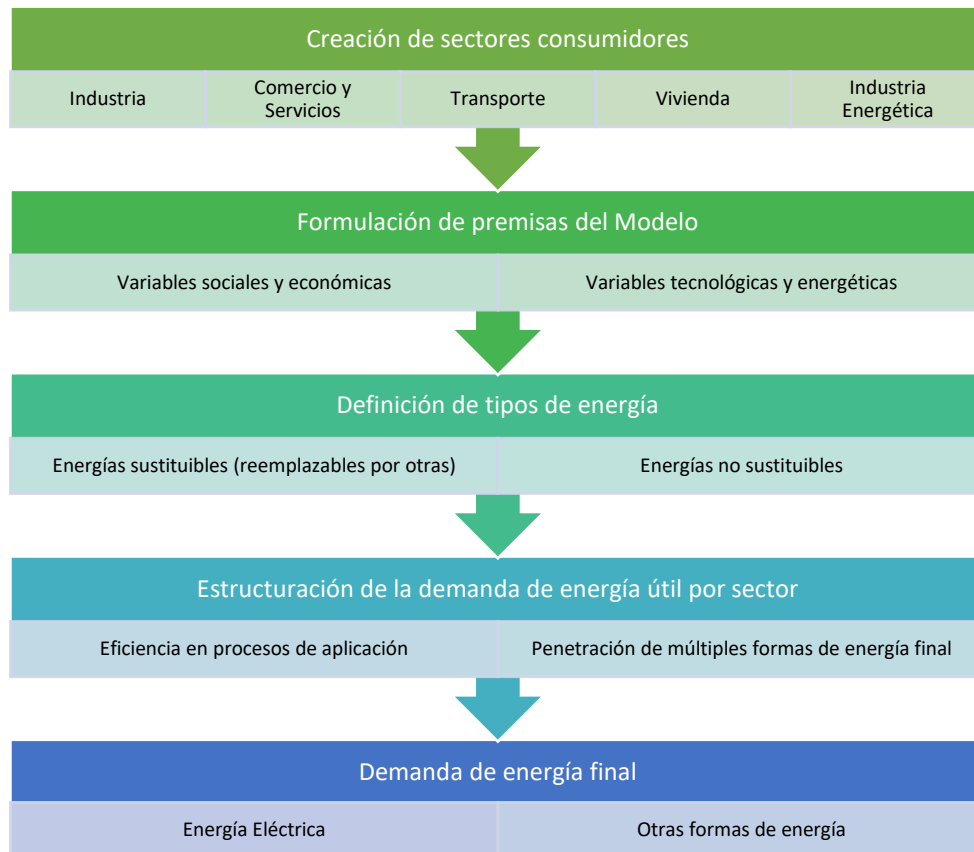 Creación de sectores consumidores
Industria
Comercio y
Servicios
Transporte
Vivienda
Industria
Energética
Formulación de premisas del Modelo
Variables sociales y económicas
Variables tecnológicas y energéticas
Definición de tipos de energía
Energías sustituibles (reemplazables por otras)
Energías no sustituibles
Estructuración de la demanda de energía útil por sector
Eficiencia en procesos de aplicación
Penetración de múltiples formas de energía final
Demanda de energía final
Energía Eléctrica
Otras formas de energía